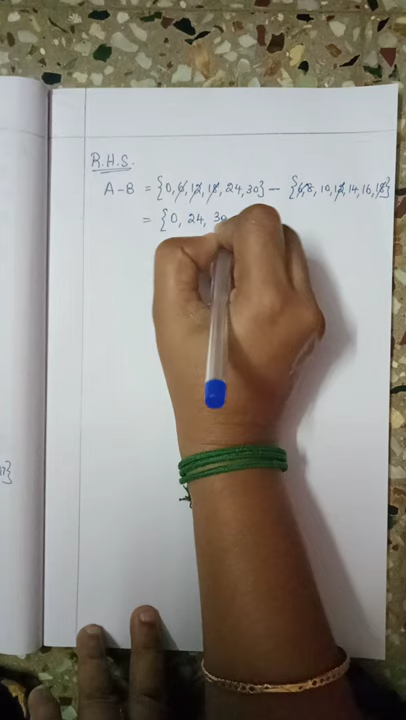 R.H.S.
A-B = {0, 6, 12, 18, 24, 30} - {6, 8, 10, 12, 14, 16, 18}
= {0, 24, 30